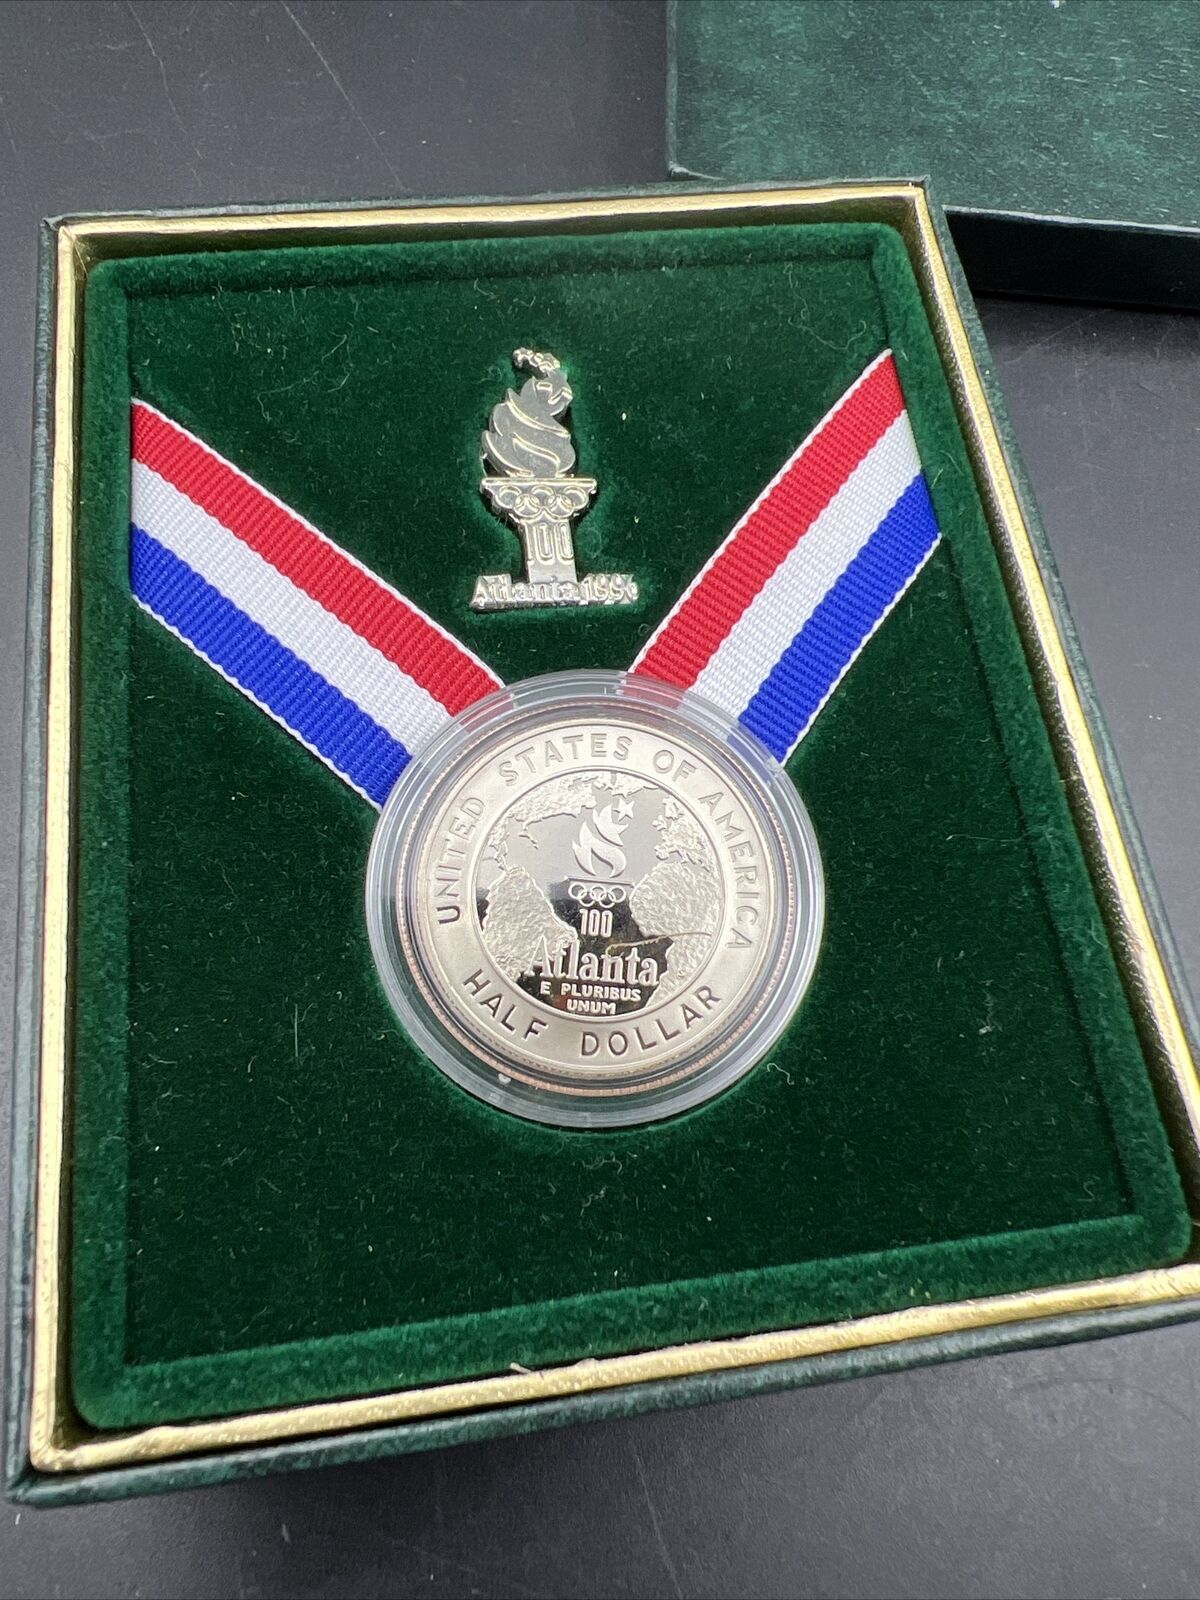 100
Atlanta 1996
UNITED STATES OF AMERICA
100
Atlanta
E PLURIBUS
UNUM
HALF DOLLAR